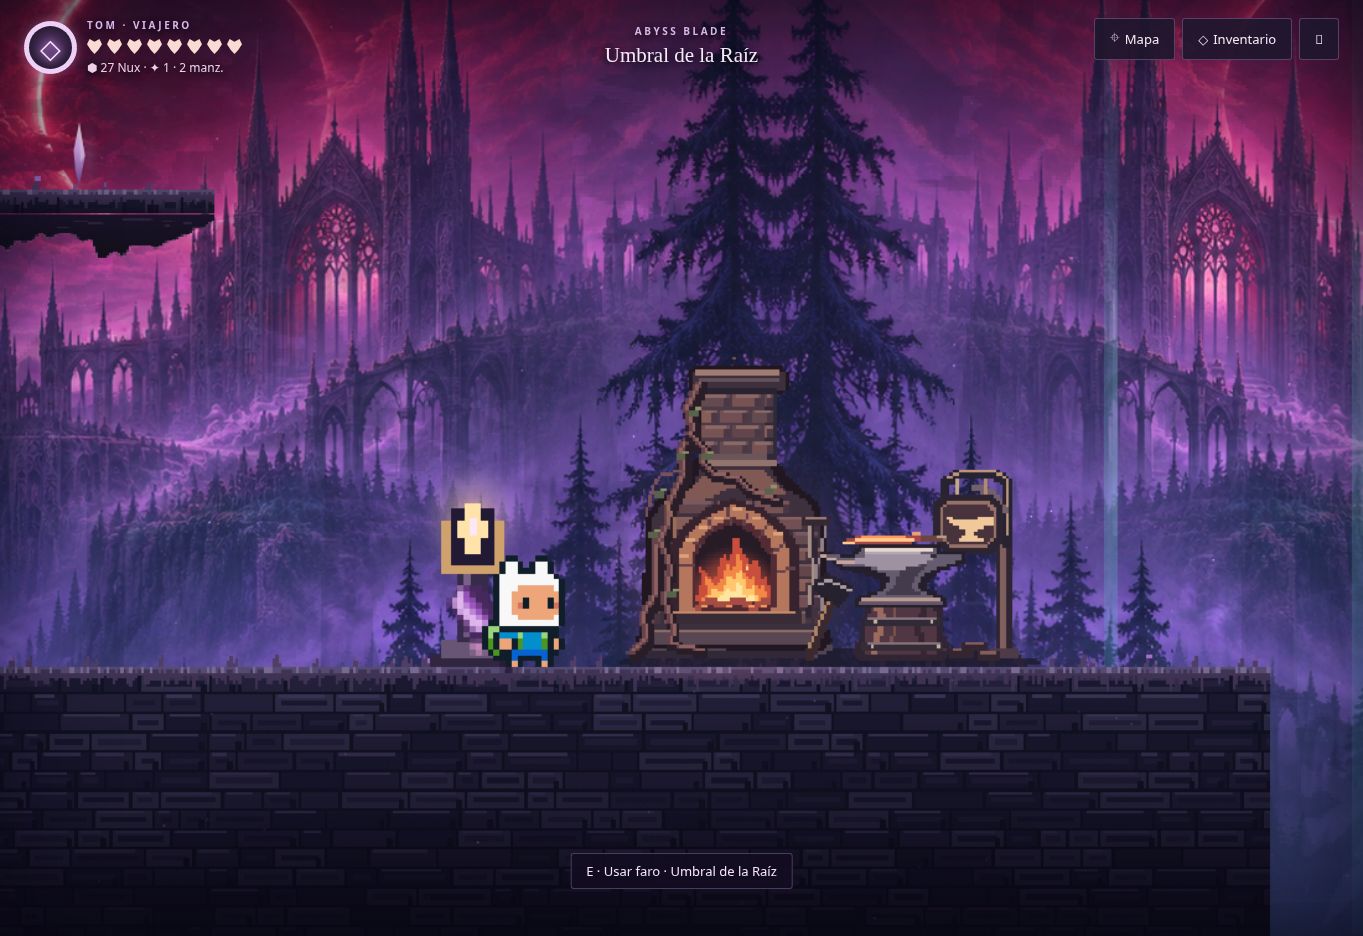 TOM · VIAJERO
27 Nux · ✦ 1 · 2 manz.
ABYSS BLADE
Umbral de la Raíz
Mapa
Inventario
E · Usar faro · Umbral de la Raíz